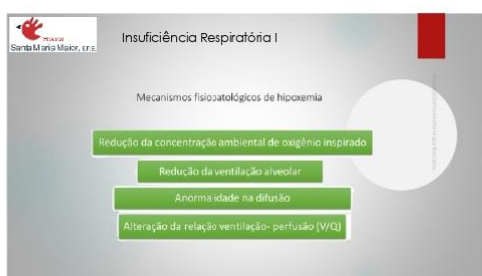 Hospital
Santa Maria Maior, E.P.E.
Insuficiência Respiratória I
Mecanismos fisiopatológicos de hipoxemia
Redução da concentração ambiental de oxigênio inspirado
Redução da ventilação alveolar
Anormalidade na difusão
Alteração da relação ventilação- perfusão (V/Q)